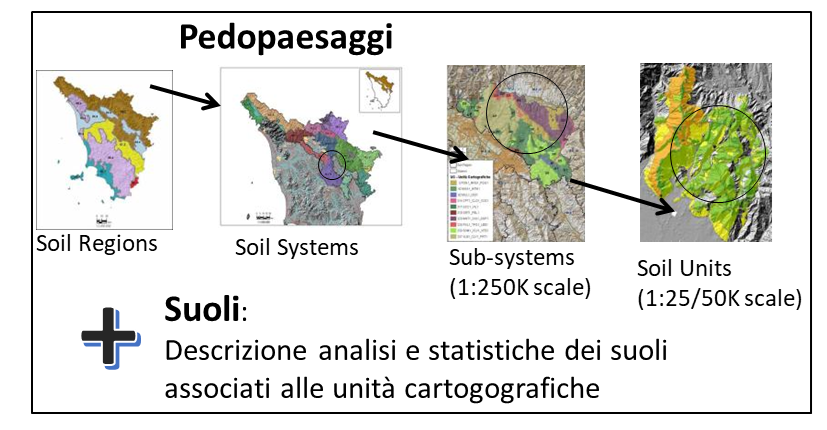 Pedopaesaggi
Soil Regions
Soil Systems
Sub-systems
(1:250K scale)
Soil Units
(1:25/50K scale)
Suoli:
Descrizione analisi e statistiche dei suoli
associati alle unità cartogografiche